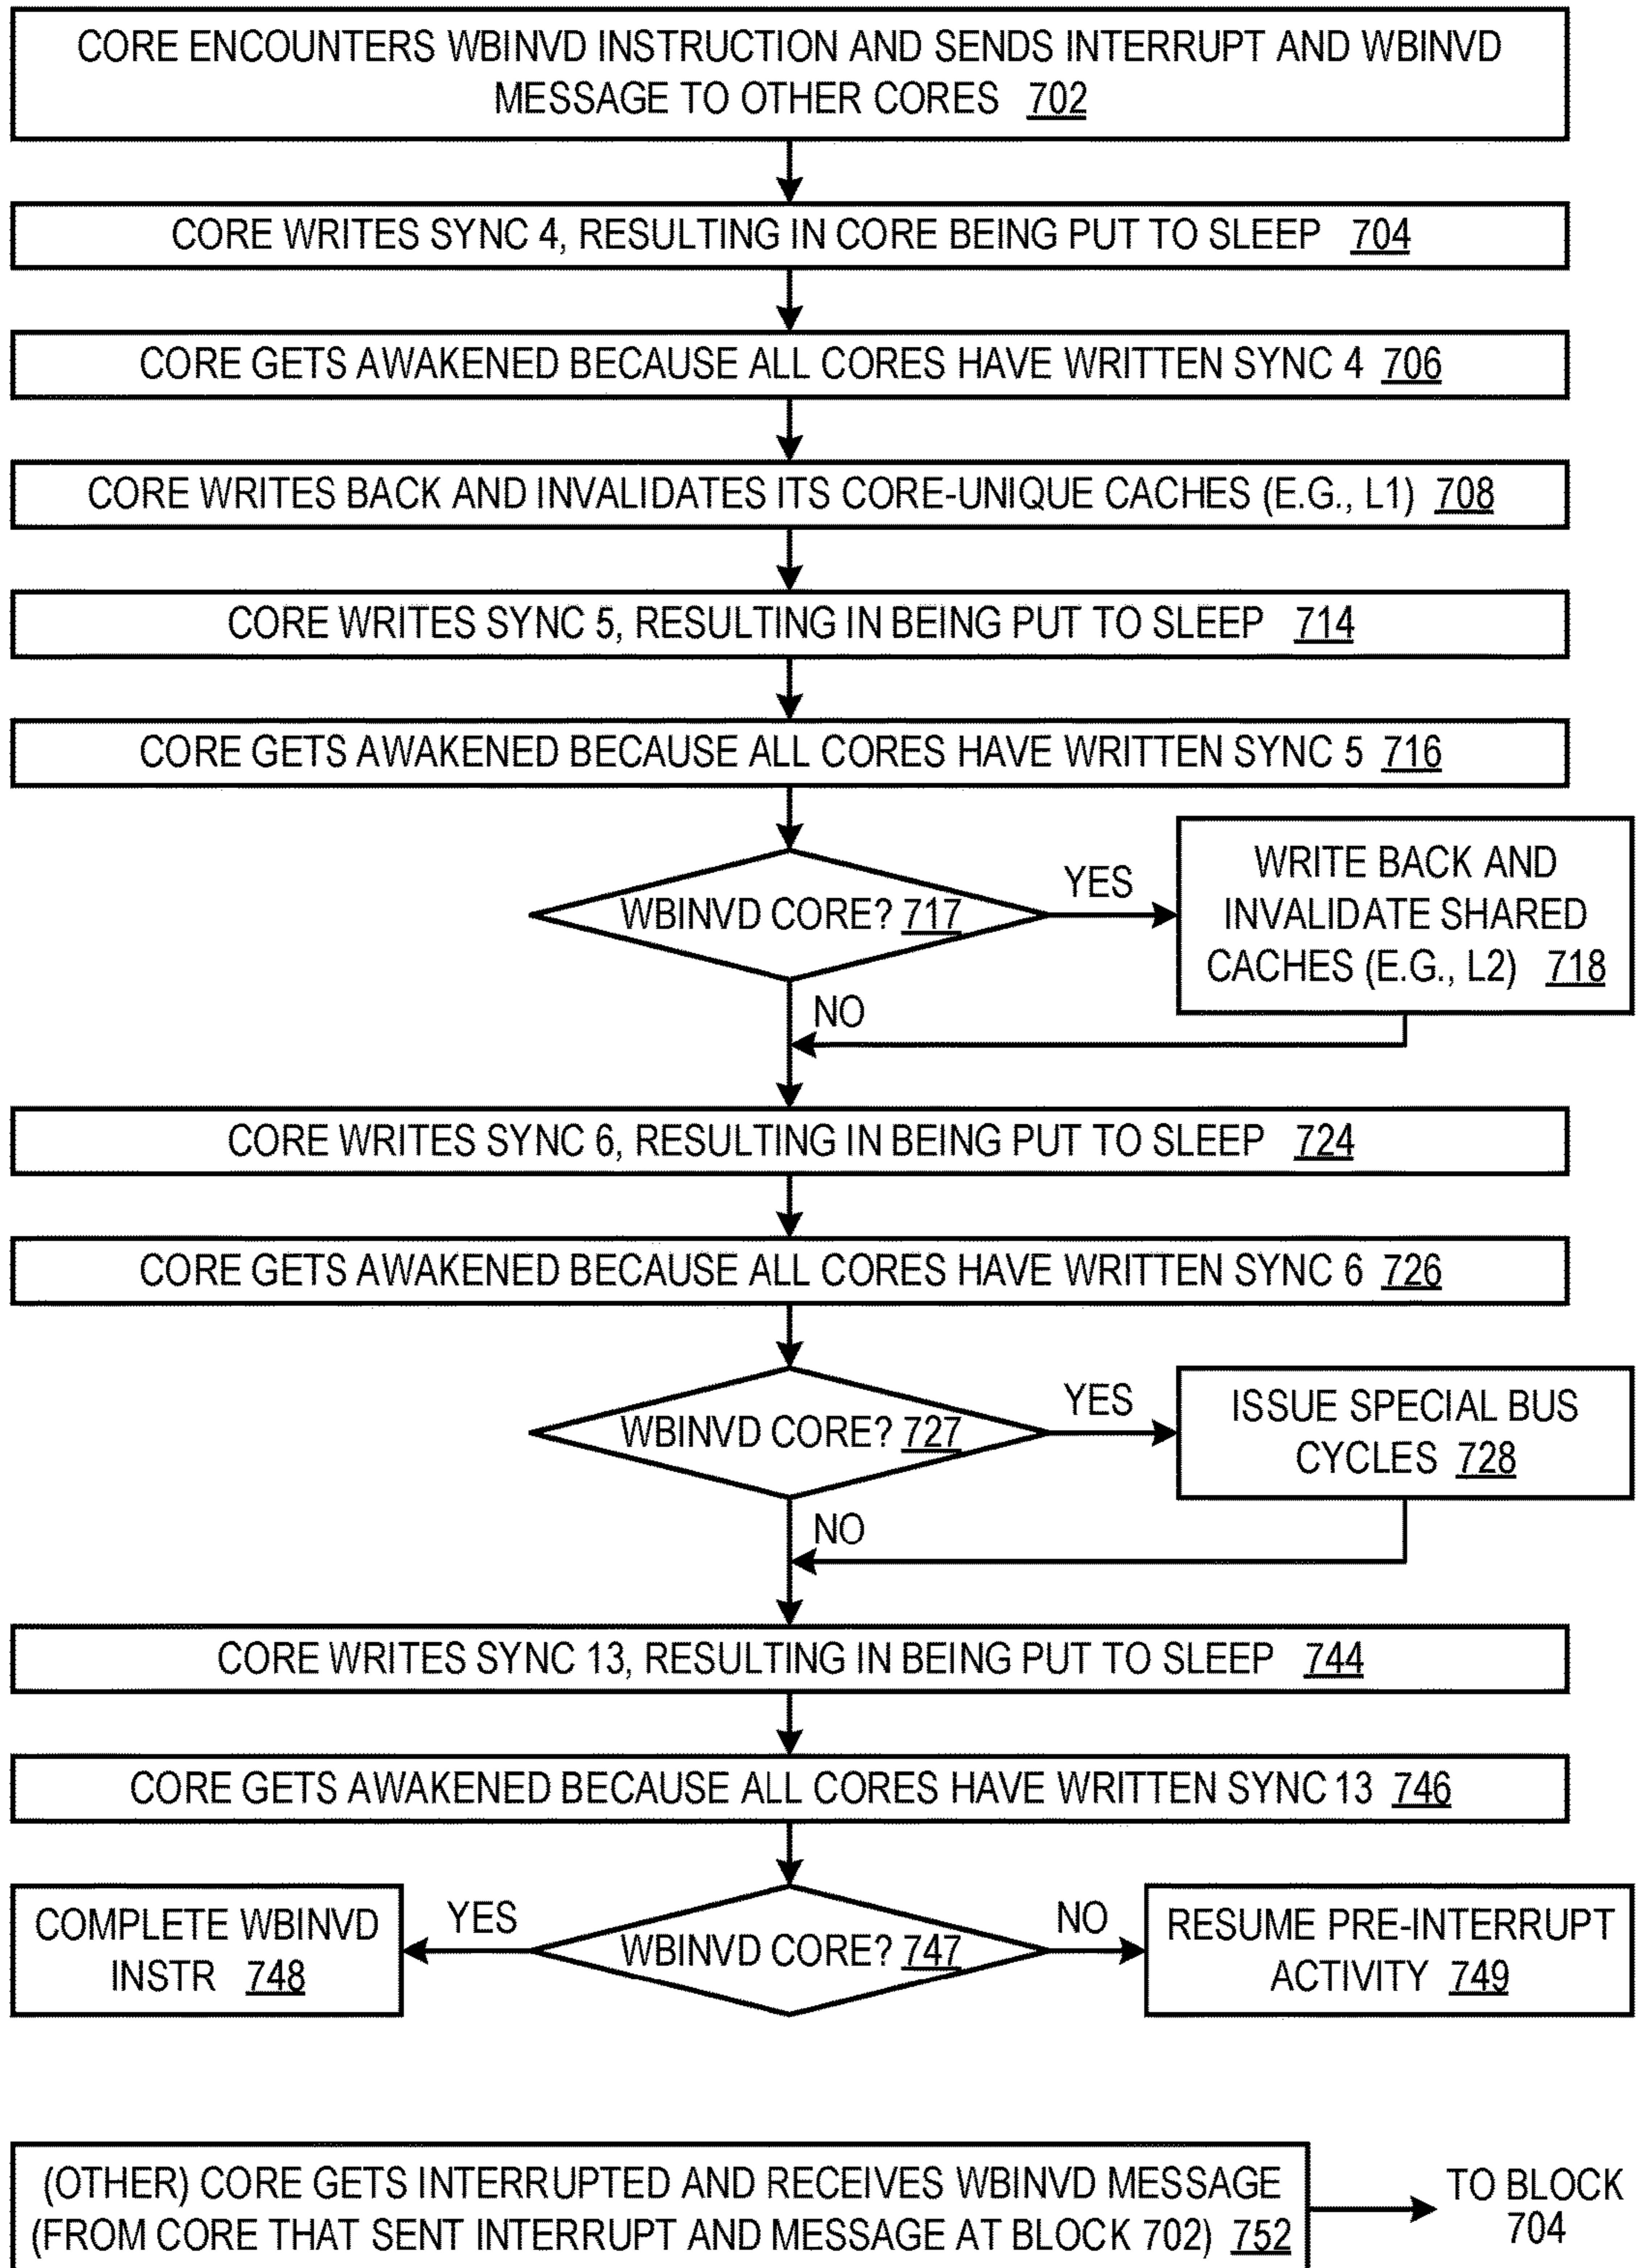 CORE ENCOUNTERS WBINVD INSTRUCTION AND SENDS INTERRUPT AND WBINVD
MESSAGE TO OTHER CORES 702
CORE WRITES SYNC 4, RESULTING IN CORE BEING PUT TO SLEEP 704
CORE GETS AWAKENED BECAUSE ALL CORES HAVE WRITTEN SYNC 4 706
CORE WRITES BACK AND INVALIDATES ITS CORE-UNIQUE CACHES (E.G., L1) 708
CORE WRITES SYNC 5, RESULTING IN BEING PUT TO SLEEP 714
CORE GETS AWAKENED BECAUSE ALL CORES HAVE WRITTEN SYNC 5 716
WBINVD CORE? 717
YES
WRITE BACK AND
INVALIDATE SHARED
CACHES (E.G., L2) 718
NO
CORE WRITES SYNC 6, RESULTING IN BEING PUT TO SLEEP 724
CORE GETS AWAKENED BECAUSE ALL CORES HAVE WRITTEN SYNC 6 726
WBINVD CORE? 727
YES
ISSUE SPECIAL BUS
CYCLES 728
NO
CORE WRITES SYNC 13, RESULTING IN BEING PUT TO SLEEP 744
CORE GETS AWAKENED BECAUSE ALL CORES HAVE WRITTEN SYNC 13 746
COMPLETE WBINVD
INSTR 748
YES
WBINVD CORE? 747
NO
RESUME PRE-INTERRUPT
ACTIVITY 749
(OTHER) CORE GETS INTERRUPTED AND RECEIVES WBINVD MESSAGE
(FROM CORE THAT SENT INTERRUPT AND MESSAGE AT BLOCK 702) 752
TO BLOCK
704